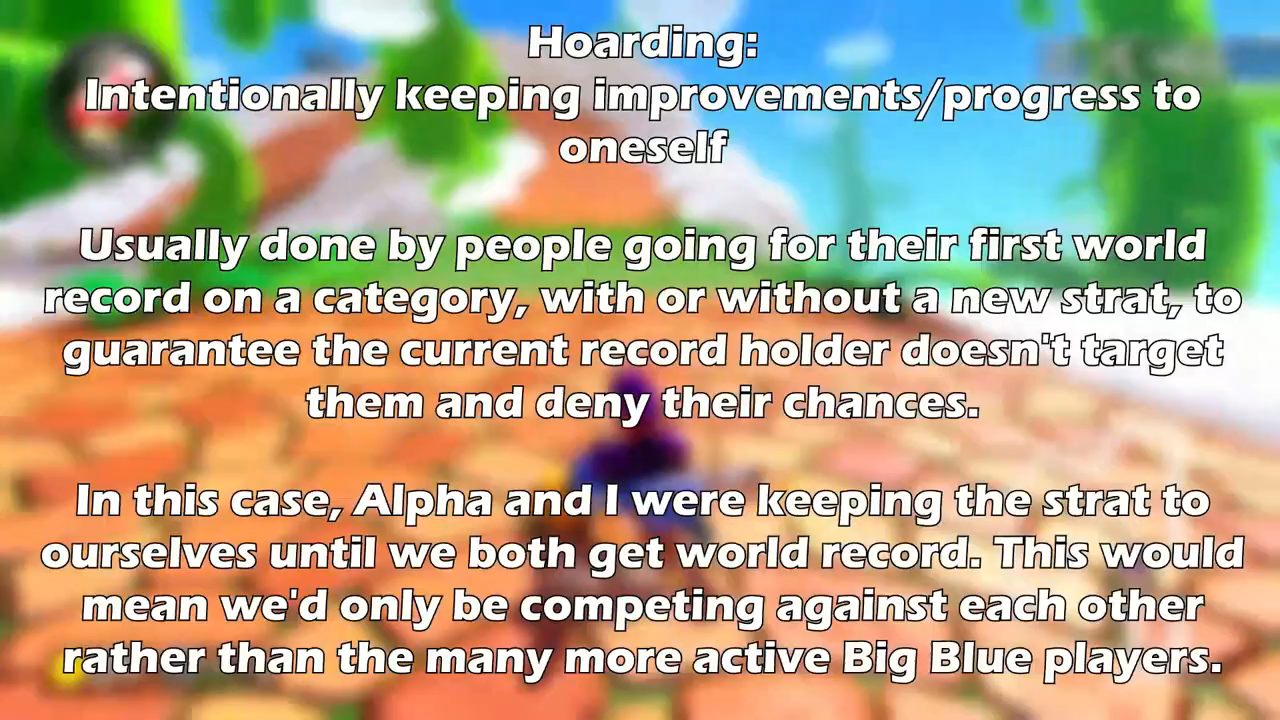 Hoarding:
Intentionally keeping improvements/progress to
oneself
Usually done by people going for their first world
record on a category, with or without a new strat, to
guarantee the current record holder doesn't target
them and deny their chances.
In this case, Alpha and I were keeping the strat to
ourselves until we both get world record. This would
mean we'd only be competing against each other
rather than the many more active Big Blue players.